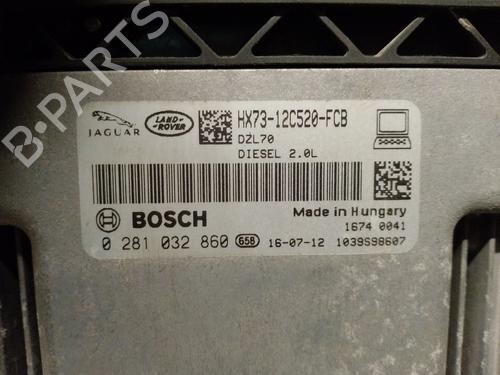 JAGUAR
LAND-
ROVER
HX73-12C520-FCB
DZL70
DIESEL 2.0L
BOSCH
Made in Hungary
1674 0041
0 281 032 860 G58 16-07-12 1039S98607
B-PARTS